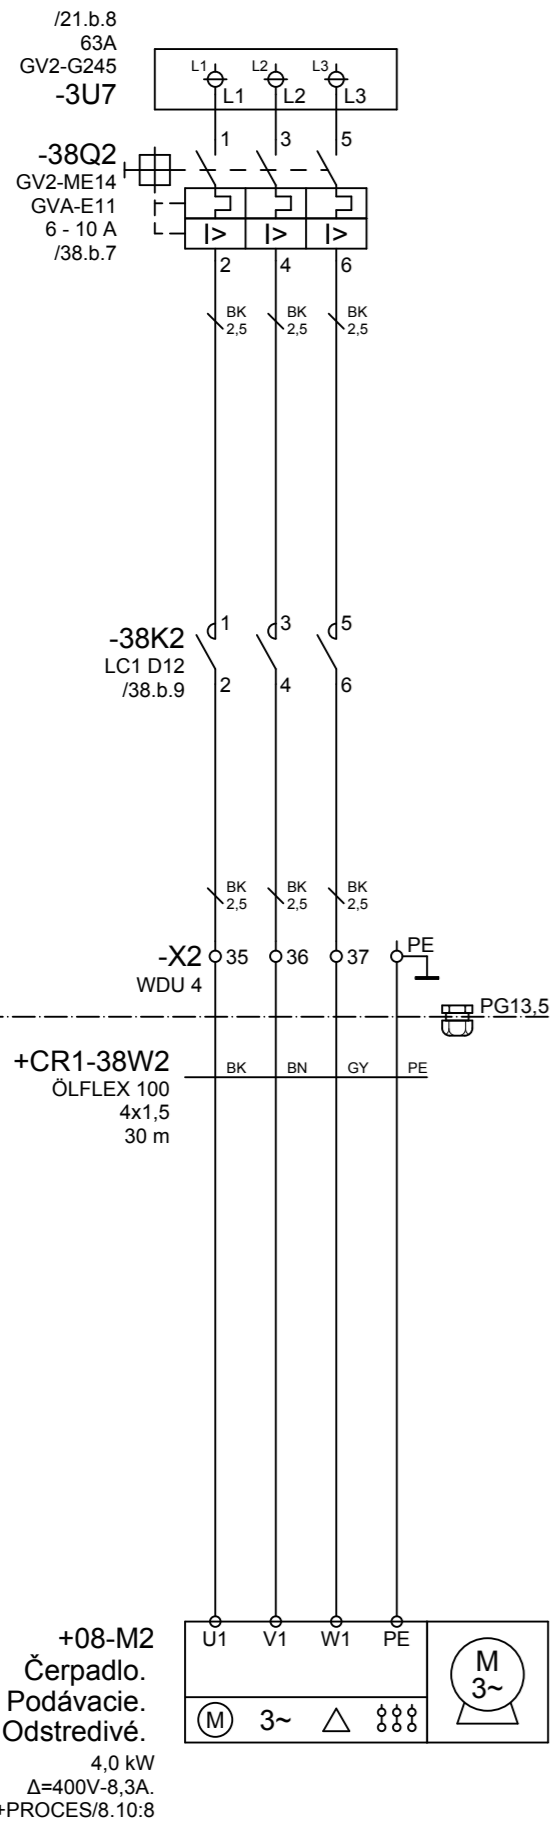 /21.b.8
63A
GV2-G245
-3U7
L1 L2 L3
L1 L2 L3
1 3 5
-38Q2
GV2-ME14
GVA-E11
6 - 10 A
/38.b.7
I> I> I>
2 4 6
BK BK BK
2,5 2,5 2,5
1 3 5
-38K2
LC1 D12
/38.b.9
2 4 6
BK BK BK
2,5 2,5 2,5
-X2 35 36 37 PE
WDU 4
PG13,5
+CR1-38W2
BK BN GY PE
ÖLFLEX 100
4x1,5
30 m
+08-M2
U1 V1 W1 PE
Čerpadlo.
Podávacie.
Odstredivé.
M
3~
M 3~ △
4,0 kW
Δ=400V-8,3A.
+PROCES/8.10:8